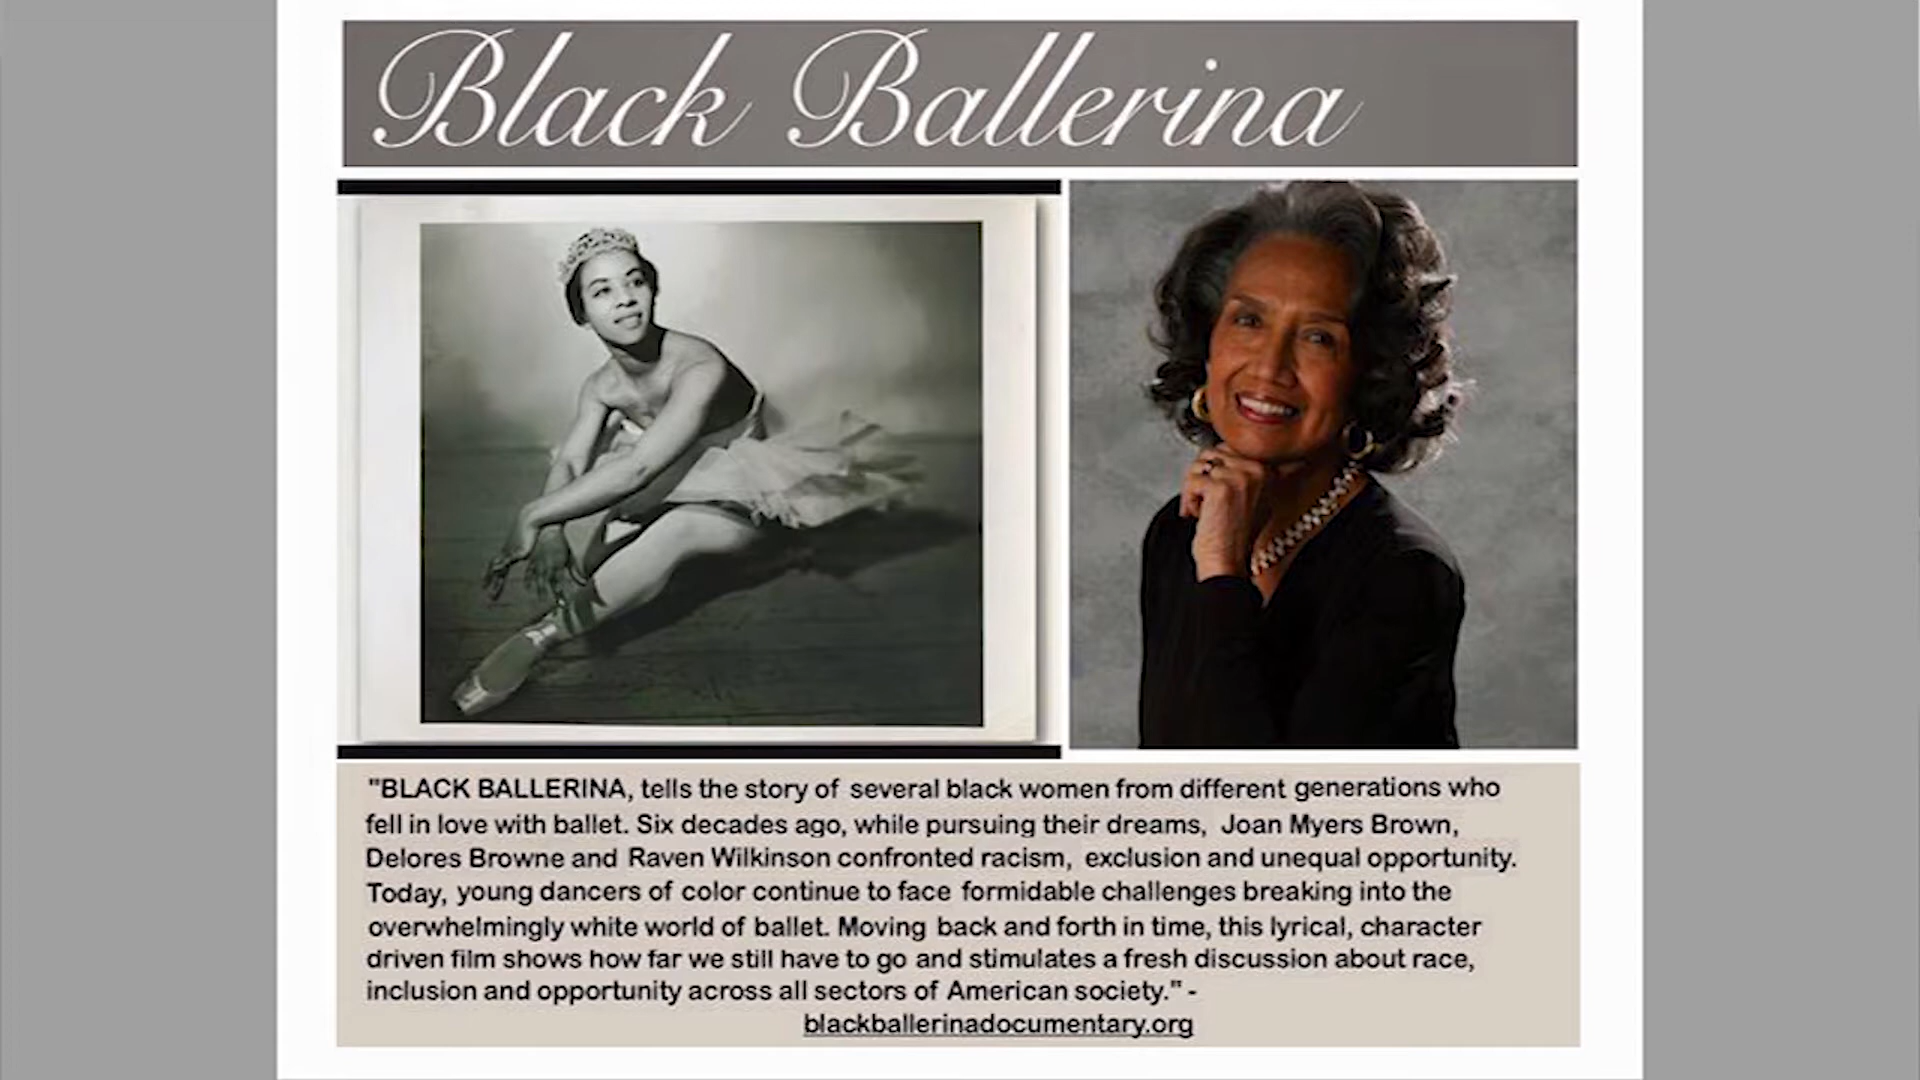 Black Ballerina
"BLACK BALLERINA, tells the story of several black women from different generations who
fell in love with ballet. Six decades ago, while pursuing their dreams, Joan Myers Brown,
Delores Browne and Raven Wilkinson confronted racism, exclusion and unequal opportunity.
Today, young dancers of color continue to face formidable challenges breaking into the
overwhelmingly white world of ballet. Moving back and forth in time, this lyrical, character
driven film shows how far we still have to go and stimulates a fresh discussion about race,
inclusion and opportunity across all sectors of American society." -
blackballerinadocumentary.org